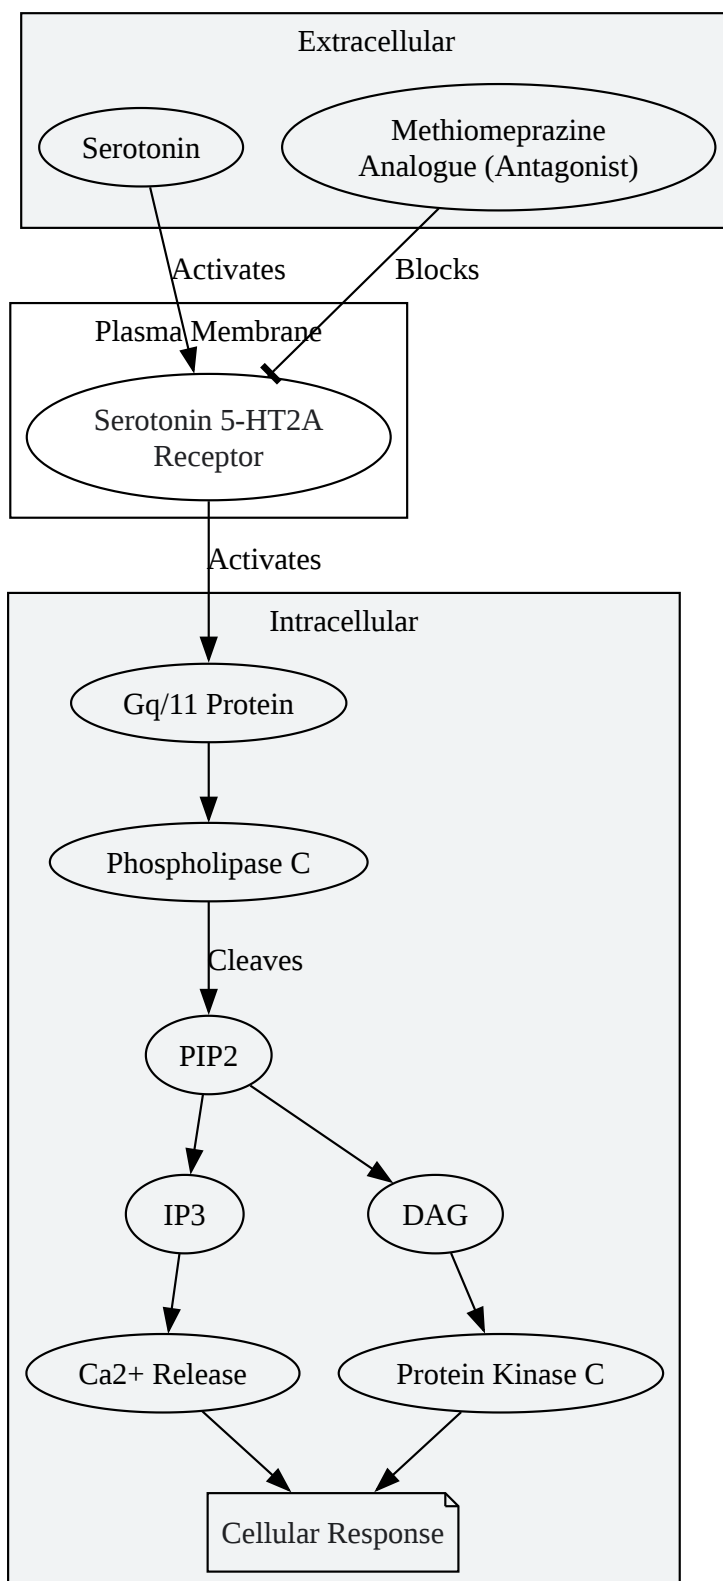 Extracellular
Serotonin
Methiomeprazine
Analogue (Antagonist)
Activates
Blocks
Plasma Membrane
Serotonin 5-HT2A
Receptor
Activates
Intracellular
Gq/11 Protein
Phospholipase C
Cleaves
PIP2
IP3
DAG
Ca2+ Release
Protein Kinase C
Cellular Response